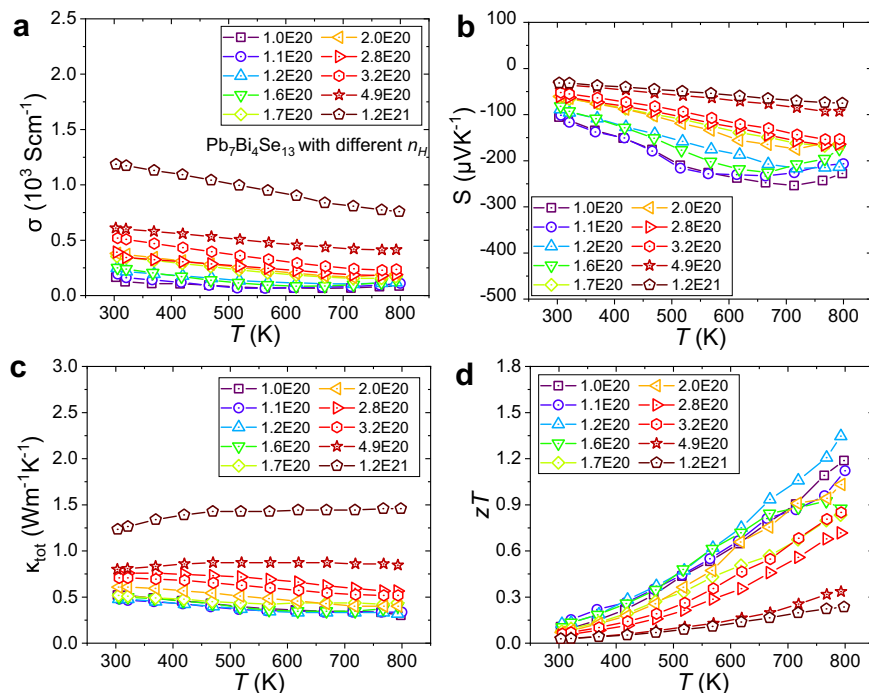 a
σ (10³ Scm⁻¹)
2.5
2.0
1.5
1.0
0.5
0.0
1.0E20 2.0E20
1.1E20 2.8E20
1.2E20 3.2E20
1.6E20 4.9E20
1.7E20 1.2E21
Pb₇Bi₄Se₁₃ with different n_H
300 400 500 600 700 800
T (K)
b
S (µVK⁻¹)
0
-100
-200
-300
-400
-500
1.0E20 2.0E20
1.1E20 2.8E20
1.2E20 3.2E20
1.6E20 4.9E20
1.7E20 1.2E21
300 400 500 600 700 800
T (K)
c
κtot (Wm⁻¹K⁻¹)
3.0
2.5
2.0
1.5
1.0
0.5
0.0
1.0E20 2.0E20
1.1E20 2.8E20
1.2E20 3.2E20
1.6E20 4.9E20
1.7E20 1.2E21
300 400 500 600 700 800
T (K)
d
zT
1.8
1.5
1.2
0.9
0.6
0.3
0.0
1.0E20 2.0E20
1.1E20 2.8E20
1.2E20 3.2E20
1.6E20 4.9E20
1.7E20 1.2E21
300 400 500 600 700 800
T (K)